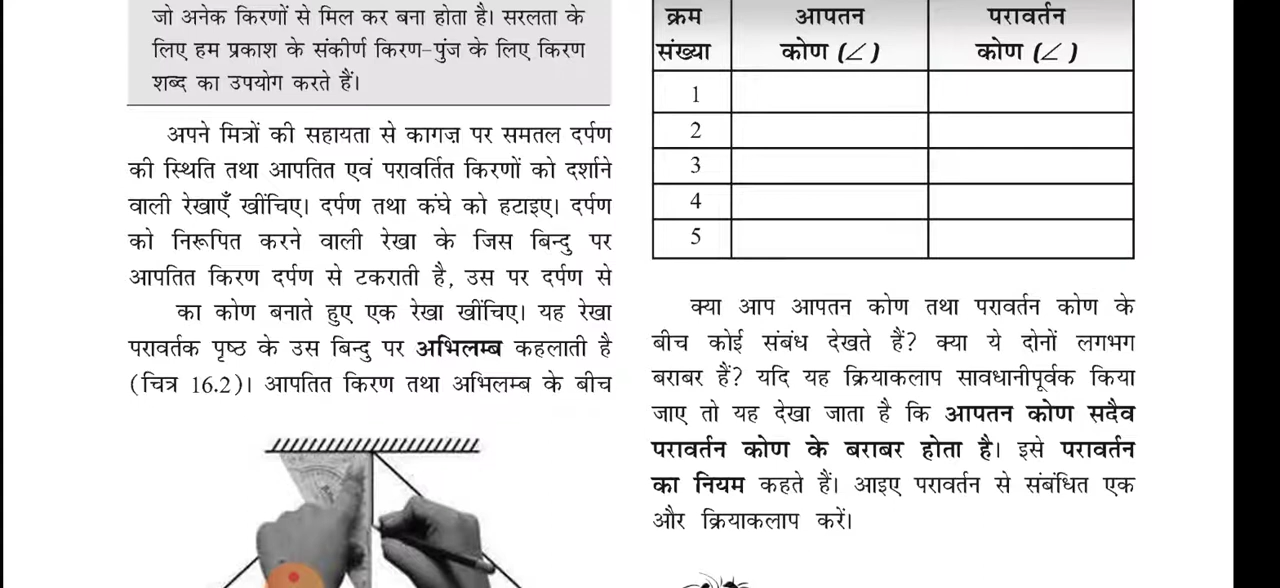 जो अनेक किरणों से मिल कर बना होता है। सरलता के
लिए हम प्रकाश के संकीर्ण किरण-पुंज के लिए किरण
शब्द का उपयोग करते हैं।
अपने मित्रों की सहायता से कागज़ पर समतल दर्पण
की स्थिति तथा आपतित एवं परावर्तित किरणों को दर्शाने
वाली रेखाएँ खींचिए। दर्पण तथा कंघे को हटाइए। दर्पण
को निरूपित करने वाली रेखा के जिस बिन्दु पर
आपतित किरण दर्पण से टकराती है, उस पर दर्पण से
का कोण बनाते हुए एक रेखा खींचिए। यह रेखा
परावर्तक पृष्ठ के उस बिन्दु पर अभिलम्ब कहलाती है
(चित्र 16.2)। आपतित किरण तथा अभिलम्ब के बीच
क्रम संख्या आपतन कोण (∠) परावर्तन कोण (∠)
1
2
3
4
5
क्या आप आपतन कोण तथा परावर्तन कोण के
बीच कोई संबंध देखते हैं? क्या ये दोनों लगभग
बराबर हैं? यदि यह क्रियाकलाप सावधानीपूर्वक किया
जाए तो यह देखा जाता है कि आपतन कोण सदैव
परावर्तन कोण के बराबर होता है। इसे परावर्तन
का नियम कहते हैं। आइए परावर्तन से संबंधित एक
और क्रियाकलाप करें।